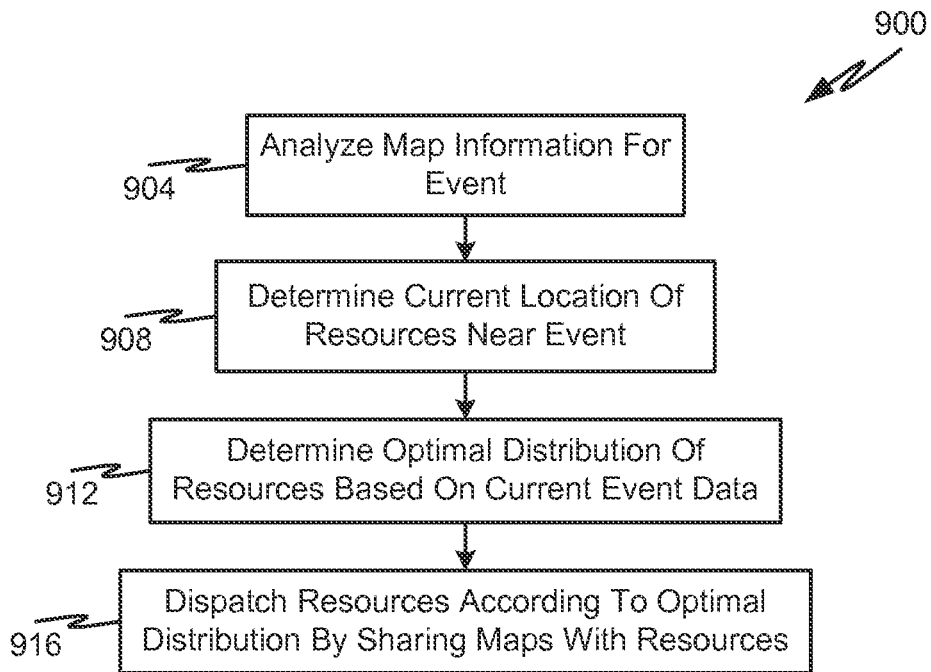 900
Analyze Map Information For
Event
904
Determine Current Location Of
Resources Near Event
908
Determine Optimal Distribution Of
Resources Based On Current Event Data
912
Dispatch Resources According To Optimal
Distribution By Sharing Maps With Resources
916